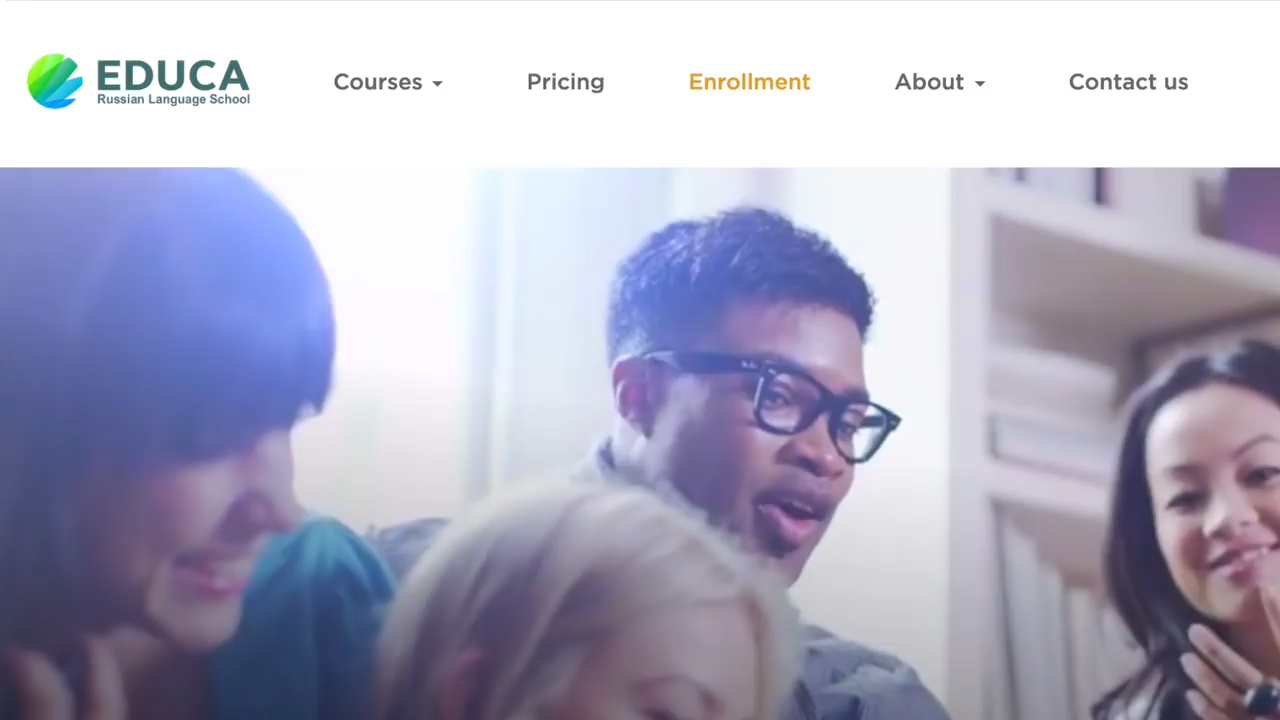 EDUCA
Russian Language School
Courses
Pricing
Enrollment
About
Contact us